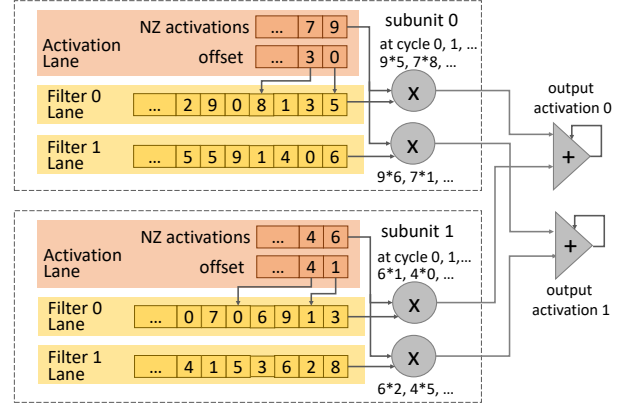 subunit 0
NZ activations ... 7 9
Activation
Lane
offset ... 3 0
at cycle 0, 1, ...
9*5, 7*8, ...
Filter 0
Lane
... 2 9 0 8 1 3 5
X
Filter 1
Lane
... 5 5 9 1 4 0 6
X
9*6, 7*1, ...
output
activation 0
+
subunit 1
NZ activations ... 4 6
Activation
Lane
offset ... 4 1
at cycle 0, 1,...
6*1, 4*0, ...
Filter 0
Lane
... 0 7 0 6 9 1 3
X
Filter 1
Lane
... 4 1 5 3 6 2 8
X
6*2, 4*5, ...
+
output
activation 1